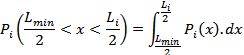 P_i(L_min/2 < x < L_i/2) = ∫_{L_min/2}^{L_i/2} P_i(x).dx